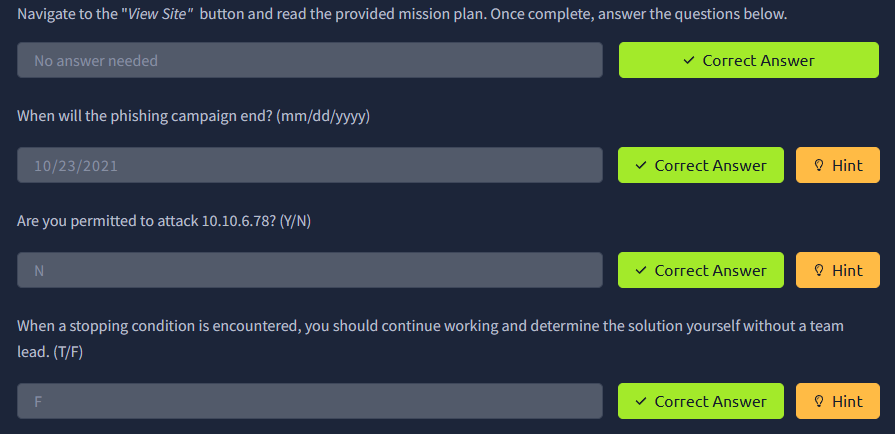 Navigate to the "View Site" button and read the provided mission plan. Once complete, answer the questions below.
No answer needed
Correct Answer
When will the phishing campaign end? (mm/dd/yyyy)
10/23/2021
Correct Answer
Hint
Are you permitted to attack 10.10.6.78? (Y/N)
N
Correct Answer
Hint
When a stopping condition is encountered, you should continue working and determine the solution yourself without a team
lead. (T/F)
F
Correct Answer
Hint